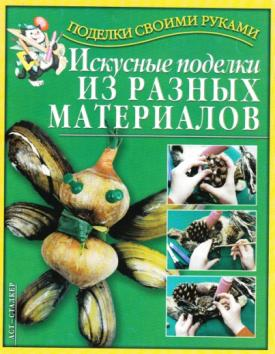 ПОДЕЛКИ СВОИМИ РУКАМИ
Искусные поделки
ИЗ РАЗНЫХ
МАТЕРИАЛОВ
АСТ–СТАЛКЕР